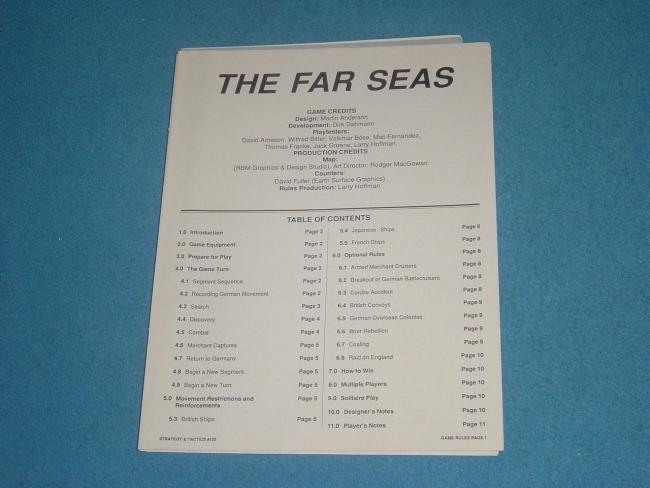 THE FAR SEAS
GAME CREDITS
Design: Martin Anderson
Development: Dirk Dahmann
Playtesters:
David Arneson, Wilfred Bitter, Volkmar Böse, Mac Fernandez,
Thomas Franke, Jack Greene, Larry Hoffman
PRODUCTION CREDITS
Map:
(RBM Graphics & Design Studio), Art Director: Rodger MacGowan
Counters:
David Fuller (Earth Surface Graphics)
Rules Production: Larry Hoffman
TABLE OF CONTENTS
1.0 Introduction Page 2
2.0 Game Equipment Page 2
3.0 Prepare for Play Page 2
4.0 The Game Turn Page 2
4.1 Segment Sequence Page 2
4.2 Recording German Movement Page 2
4.3 Search Page 3
4.4 Discovery Page 4
4.5 Combat Page 4
4.6 Merchant Captures Page 5
4.7 Return to Germany Page 5
4.8 Begin a New Segment Page 5
4.9 Begin a New Turn Page 5
5.0 Movement Restrictions and
Reinforcements Page 5
5.3 British Ships Page 5
5.4 Japanese Ships Page 8
5.5 French Ships Page 8
6.0 Optional Rules Page 8
6.1 Armed Merchant Cruisers Page 8
6.2 Breakout of German Battlecruisers Page 8
6.3 Cordite Accident Page 8
6.4 British Convoys Page 9
6.5 German Overseas Colonies Page 9
6.6 Boer Rebellion Page 9
6.7 Coaling Page 9
6.8 Raid on England Page 10
7.0 How to Win Page 10
8.0 Multiple Players Page 10
9.0 Solitaire Play Page 10
10.0 Designer's Notes Page 10
11.0 Player's Notes Page 11
STRATEGY & TACTICS #125
GAME RULES PAGE 1